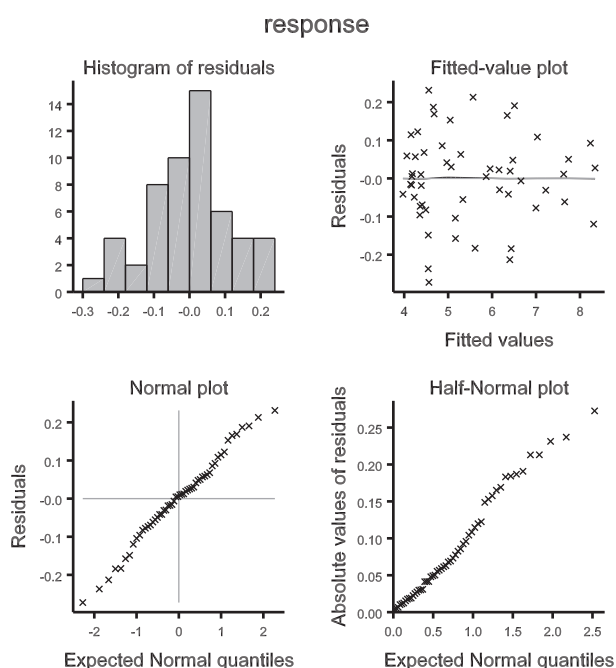 response
Histogram of residuals
14
12
10
8
6
4
2
0
-0.3 -0.2 -0.1 -0.0 0.1 0.2
Fitted-value plot
Residuals
0.2
0.1
-0.0
-0.1
-0.2
4 5 6 7 8
Fitted values
Normal plot
Residuals
0.2
0.1
-0.0
-0.1
-0.2
-2 -1 0 1 2
Expected Normal quantiles
Half-Normal plot
Absolute values of residuals
0.25
0.20
0.15
0.10
0.05
0.00
0.0 0.5 1.0 1.5 2.0 2.5
Expected Normal quantiles